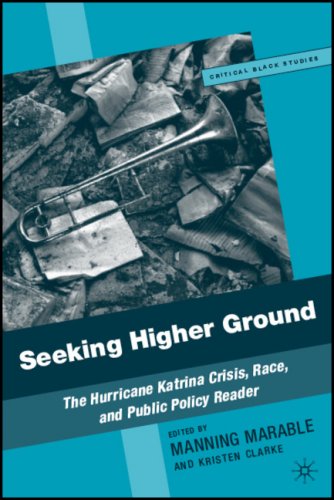 CRITICAL BLACK STUDIES
Seeking Higher Ground
The Hurricane Katrina Crisis, Race,
and Public Policy Reader
EDITED BY
MANNING MARABLE
AND KRISTEN CLARKE